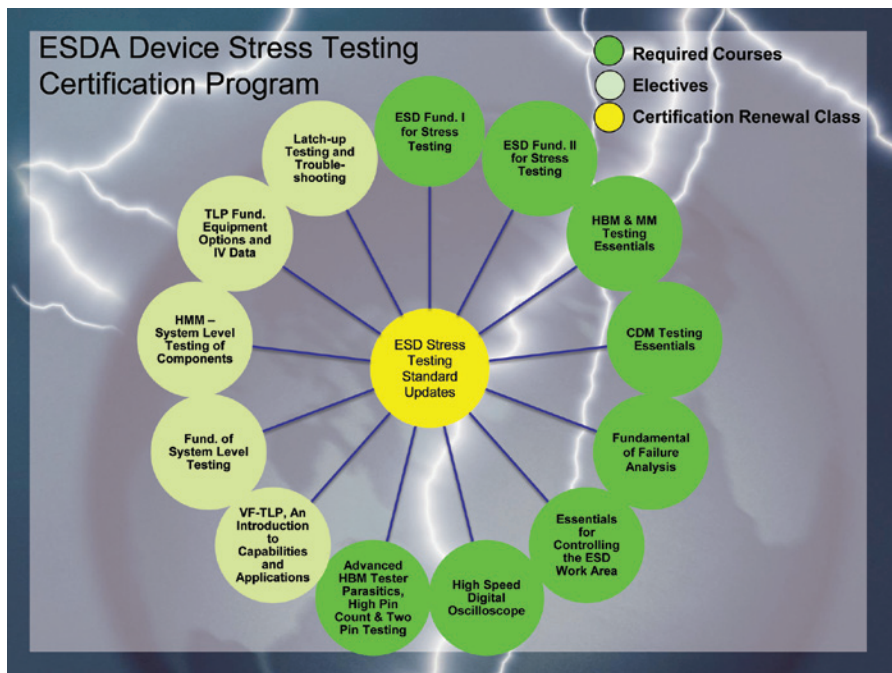 ESDA Device Stress Testing
Certification Program
Required Courses
Electives
Certification Renewal Class
ESD Fund. I
for Stress
Testing
ESD Fund. II
for Stress
Testing
HBM & MM
Testing
Essentials
CDM Testing
Essentials
Fundamental
of Failure
Analysis
Essentials
for
Controlling
the ESD
Work Area
High Speed
Digital
Oscilloscope
Advanced
HBM Tester
Parasitics,
High Pin
Count & Two
Pin Testing
VF-TLP, An
Introduction
to
Capabilities
and
Applications
Fund. of
System Level
Testing
HMM –
System Level
Testing of
Components
TLP Fund.
Equipment
Options and
IV Data
Latch-up
Testing and
Trouble-
shooting
ESD Stress
Testing
Standard
Updates